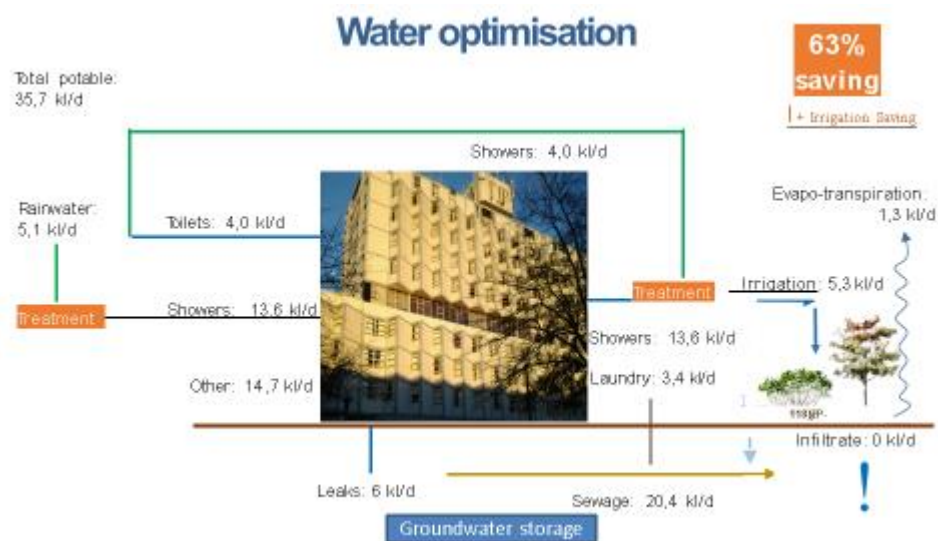 Water optimisation
63%
saving
+ Irrigation Saving
Total potable:
35,7 kl/d
Showers: 4,0 kl/d
Rainwater:
5,1 kl/d
Toilets: 4,0 kl/d
Evapo-transpiration:
1,3 kl/d
Treatment
Showers: 13,6 kl/d
Treatment
Irrigation: 5,3 kl/d
Showers: 13,6 kl/d
Other: 14,7 kl/d
Laundry: 3,4 kl/d
Infiltrate: 0 kl/d
Leaks: 6 kl/d
Sewage: 20,4 kl/d
!
Groundwater storage